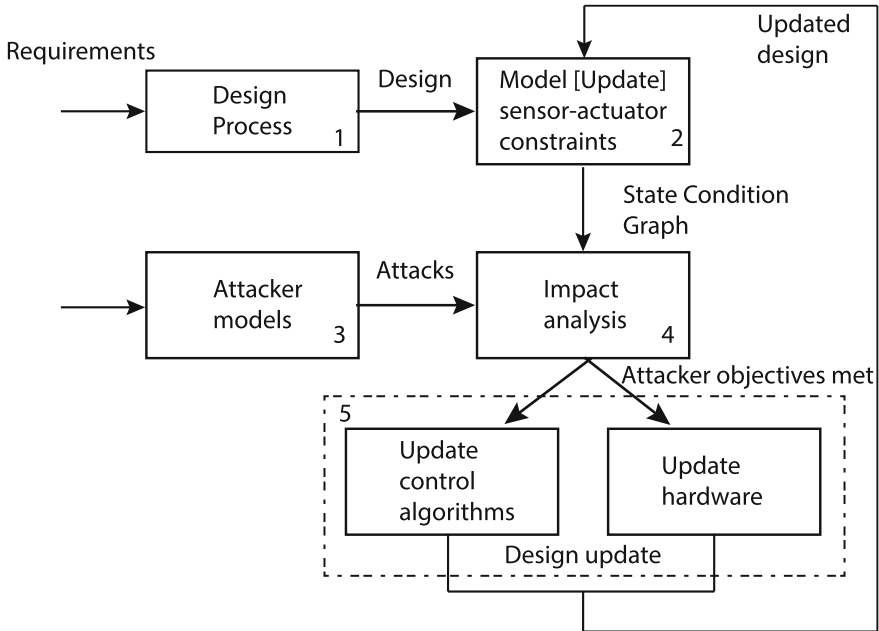 Requirements
Design
Process
1
Design
Model [Update]
sensor-actuator
constraints
2
Updated
design
State Condition
Graph
Attacker
models
3
Attacks
Impact
analysis
4
Attacker objectives met
5
Update
control
algorithms
Update
hardware
Design update